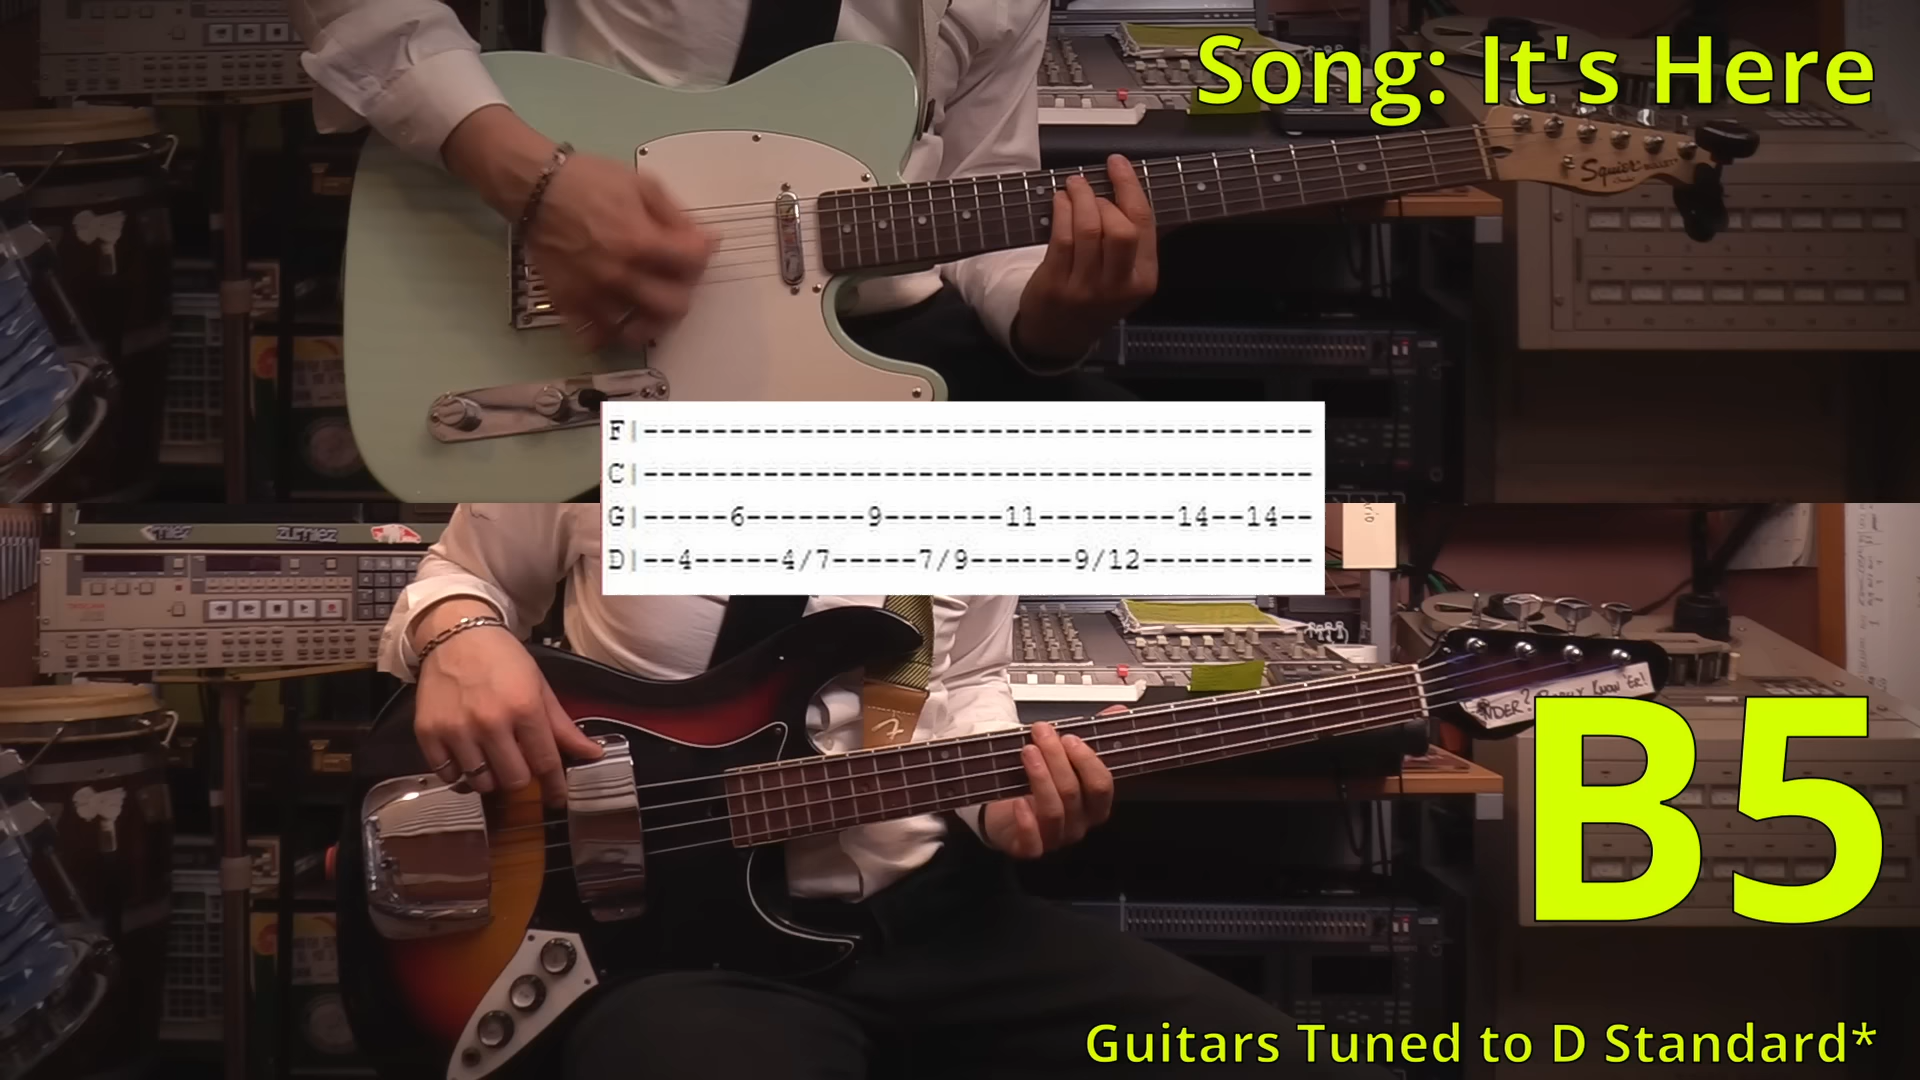 Song: It's Here
Squier
F|---------------------------------------
C|---------------------------------------
G|-----6-------9-------11--------14--14--
D|--4-----4/7-----7/9------9/12----------
B5
Guitars Tuned to D Standard*